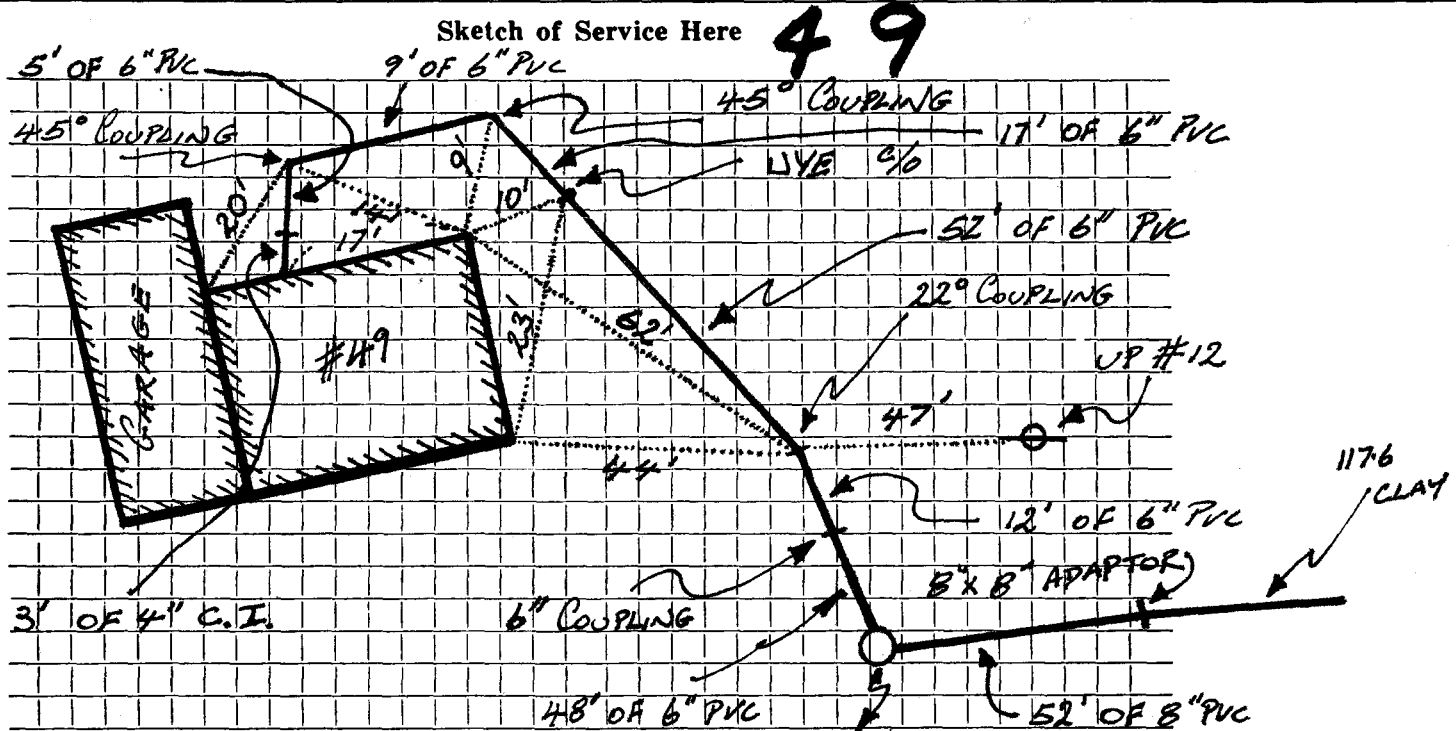 Sketch of Service Here 49
5' OF 6" PVC
9' OF 6" PVC
45° COUPLING
45° COUPLING
17' OF 6" PVC
WYE C/O
20'
9'
10'
14'
17'
52' OF 6" PVC
22° COUPLING
GARAGE
#49
23'
62'
UP #12
47'
44'
117.6
CLAY
12' OF 6" PVC
8" X 8" ADAPTOR
3' OF 4" C.I.
6" COUPLING
48' OF 6" PVC
52' OF 8" PVC